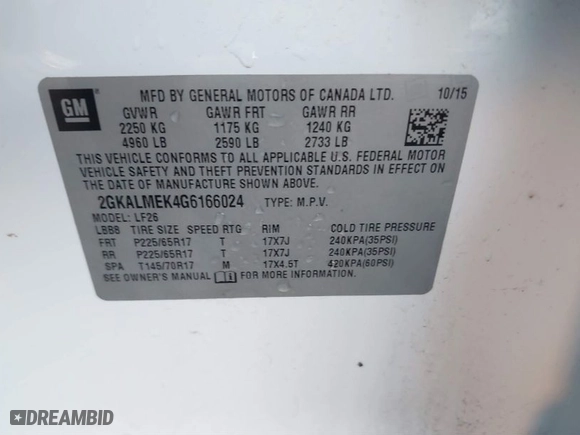 GM
MFD BY GENERAL MOTORS OF CANADA LTD. 10/15
GVWR GAWR FRT GAWR RR
2250 KG 1175 KG 1240 KG
4960 LB 2590 LB 2733 LB
THIS VEHICLE CONFORMS TO ALL APPLICABLE U.S. FEDERAL MOTOR
VEHICLE SAFETY AND THEFT PREVENTION STANDARDS IN EFFECT ON
THE DATE OF MANUFACTURE SHOWN ABOVE.
2GKALMEK4G6166024 TYPE: M.P.V.
MODEL: LF26
LBBB TIRE SIZE SPEED RTG RIM COLD TIRE PRESSURE
FRT P225/65R17 T 17X7J 240KPA(35PSI)
RR P225/65R17 T 17X7J 240KPA(35PSI)
SPA T145/70R17 M 17X4.5T 420KPA(60PSI)
SEE OWNER'S MANUAL FOR MORE INFORMATION
DREAMBID